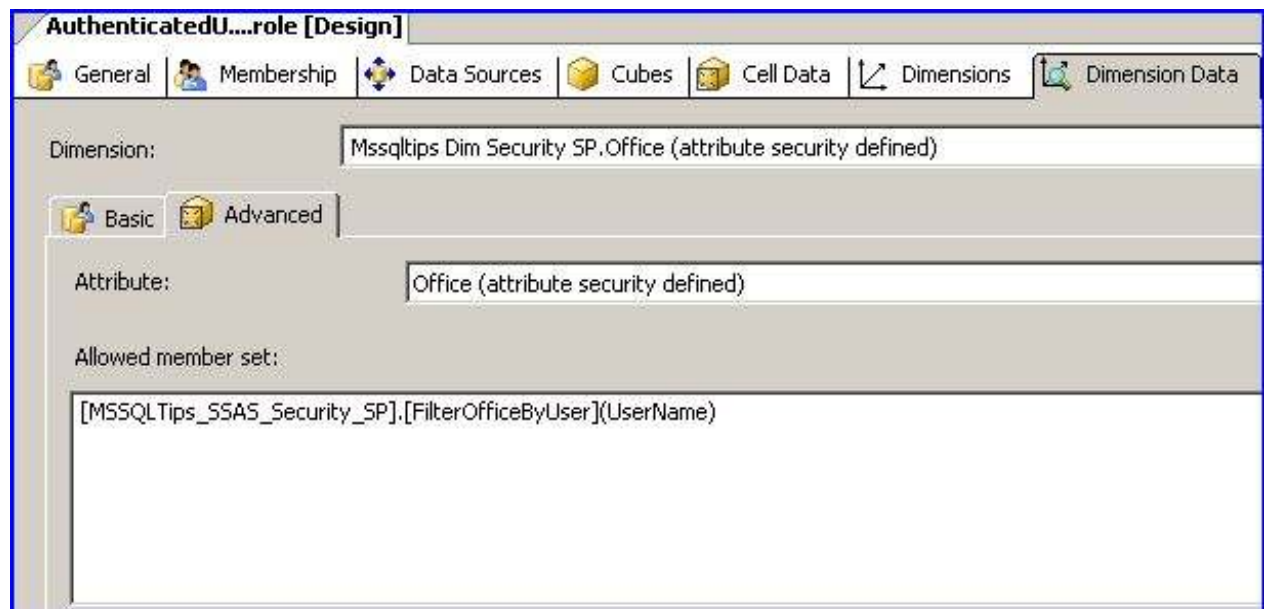 AuthenticatedU....role [Design]
General Membership Data Sources Cubes Cell Data Dimensions Dimension Data
Dimension: Mssqltips Dim Security SP.Office (attribute security defined)
Basic Advanced
Attribute: Office (attribute security defined)
Allowed member set:
[MSSQLTips_SSAS_Security_SP].[FilterOfficeByUser](UserName)